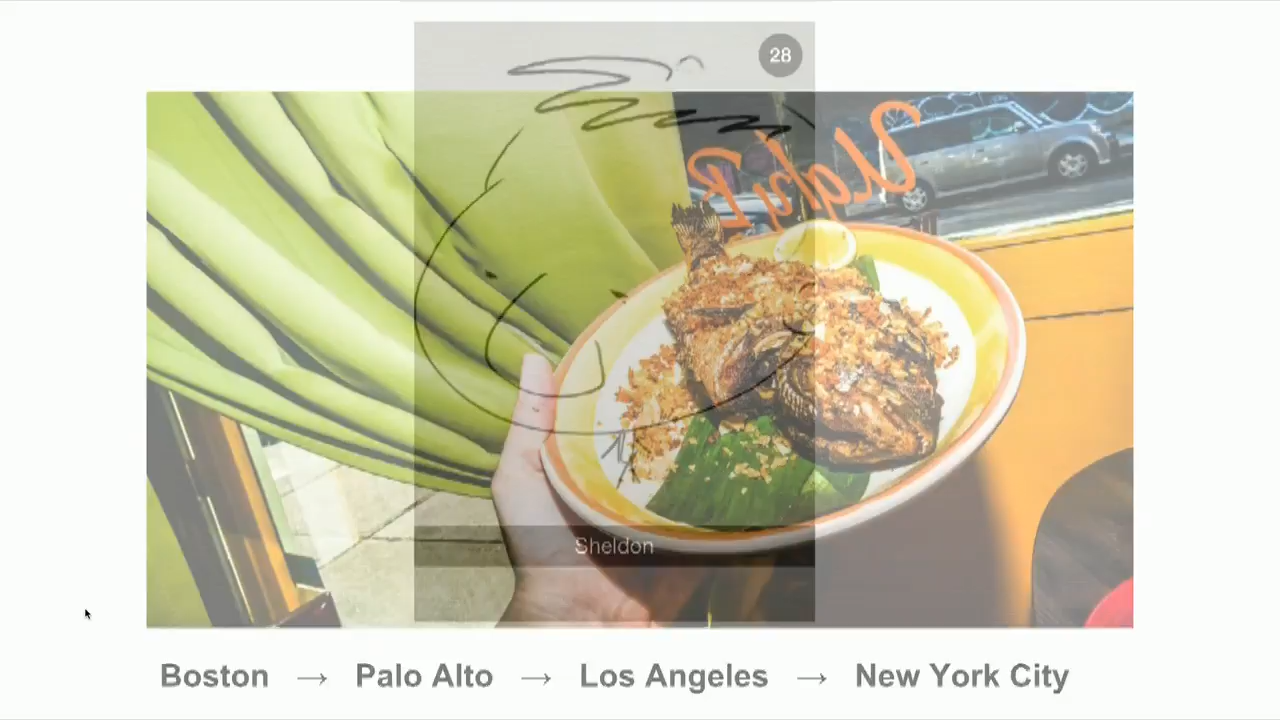 28
Sheldon
Boston → Palo Alto → Los Angeles → New York City